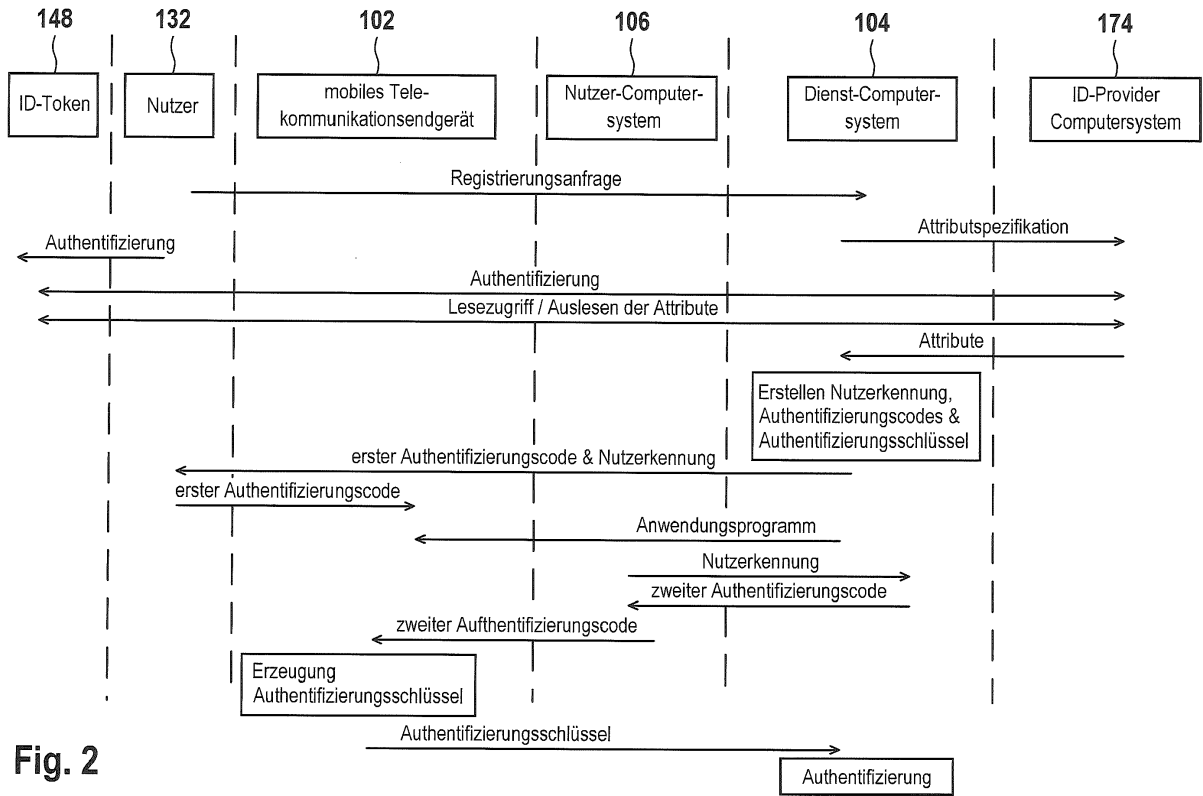 148
132
102
106
104
174
ID-Token
Nutzer
mobiles Tele-
kommunikationsendgerät
Nutzer-Computer-
system
Dienst-Computer-
system
ID-Provider
Computersystem
Registrierungsanfrage
Attributspezifikation
Authentifizierung
Authentifizierung
Lesezugriff / Auslesen der Attribute
Attribute
Erstellen Nutzerkennung,
Authentifizierungscodes &
Authentifizierungsschlüssel
erster Authentifizierungscode & Nutzerkennung
erster Authentifizierungscode
Anwendungsprogramm
Nutzerkennung
zweiter Authentifizierungscode
zweiter Aufthentifizierungscode
Erzeugung
Authentifizierungsschlüssel
Authentifizierungsschlüssel
Authentifizierung
Fig. 2